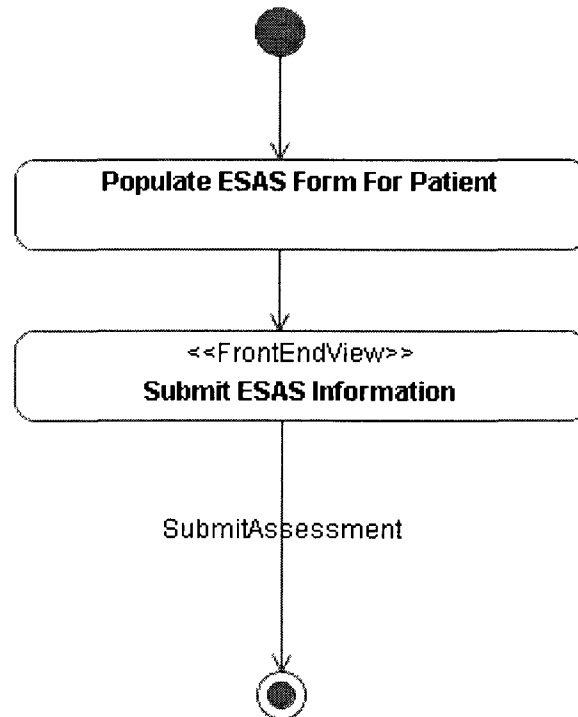 Populate ESAS Form For Patient
<<FrontEndView>>
Submit ESAS Information
SubmitAssessment